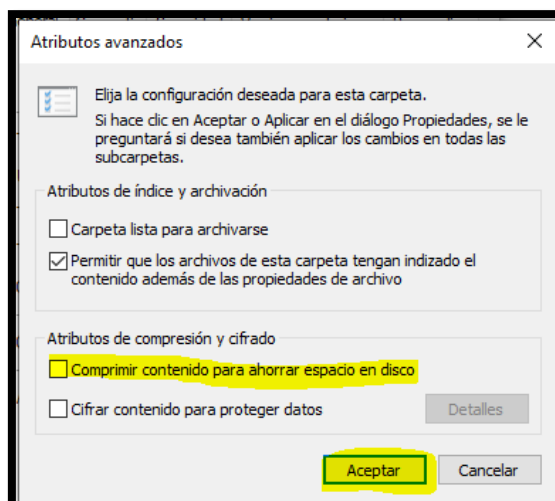 Atributos avanzados
Elija la configuración deseada para esta carpeta.
Si hace clic en Aceptar o Aplicar en el diálogo Propiedades, se le
preguntará si desea también aplicar los cambios en todas las
subcarpetas.
Atributos de índice y archivación
Carpeta lista para archivarse
Permitir que los archivos de esta carpeta tengan indizado el
contenido además de las propiedades de archivo
Atributos de compresión y cifrado
Comprimir contenido para ahorrar espacio en disco
Cifrar contenido para proteger datos
Detalles
Aceptar
Cancelar